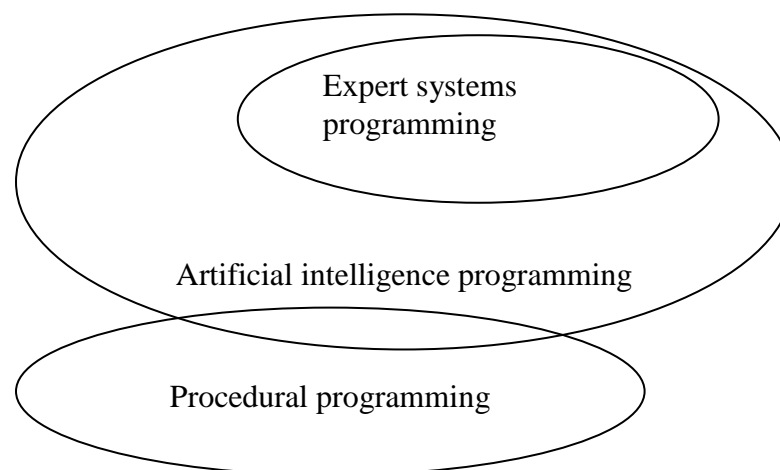 Expert systems
programming
Artificial intelligence programming
Procedural programming